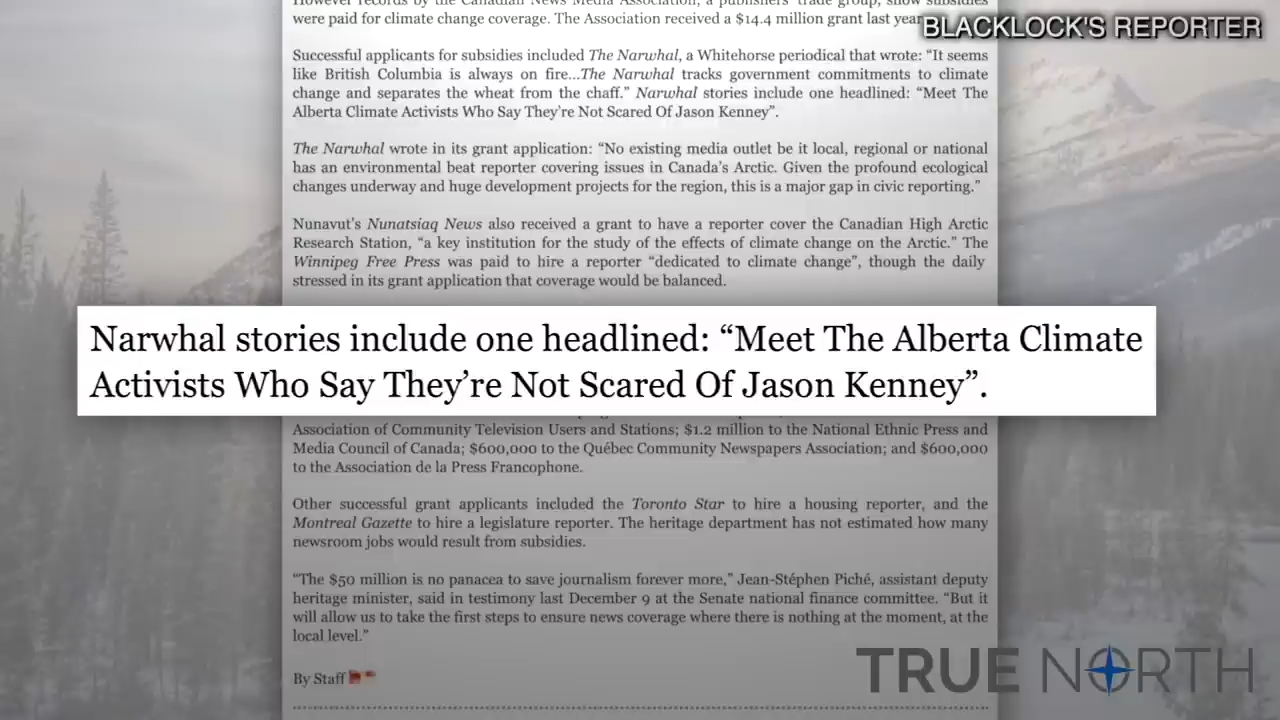 However records by the Canadian News Media Association, a publishers' trade group, show subsidies
were paid for climate change coverage. The Association received a $14.4 million grant last year
BLACKLOCK'S REPORTER
Successful applicants for subsidies included The Narwhal, a Whitehorse periodical that wrote: “It seems
like British Columbia is always on fire...The Narwhal tracks government commitments to climate
change and separates the wheat from the chaff.” Narwhal stories include one headlined: “Meet The
Alberta Climate Activists Who Say They’re Not Scared Of Jason Kenney”.
The Narwhal wrote in its grant application: “No existing media outlet be it local, regional or national
has an environmental beat reporter covering issues in Canada’s Arctic. Given the profound ecological
changes underway and huge development projects for the region, this is a major gap in civic reporting.”
Nunavut’s Nunatsiaq News also received a grant to have a reporter cover the Canadian High Arctic
Research Station, “a key institution for the study of the effects of climate change on the Arctic.” The
Winnipeg Free Press was paid to hire a reporter “dedicated to climate change”, though the daily
stressed in its grant application that coverage would be balanced.
Narwhal stories include one headlined: “Meet The Alberta Climate
Activists Who Say They’re Not Scared Of Jason Kenney”.
Association of Community Television Users and Stations; $1.2 million to the National Ethnic Press and
Media Council of Canada; $600,000 to the Québec Community Newspapers Association; and $600,000
to the Association de la Press Francophone.
Other successful grant applicants included the Toronto Star to hire a housing reporter, and the
Montreal Gazette to hire a legislature reporter. The heritage department has not estimated how many
newsroom jobs would result from subsidies.
“The $50 million is no panacea to save journalism forever more,” Jean-Stéphen Piché, assistant deputy
heritage minister, said in testimony last December 9 at the Senate national finance committee. “But it
will allow us to take the first steps to ensure news coverage where there is nothing at the moment, at the
local level.”
By Staff
TRUE NORTH